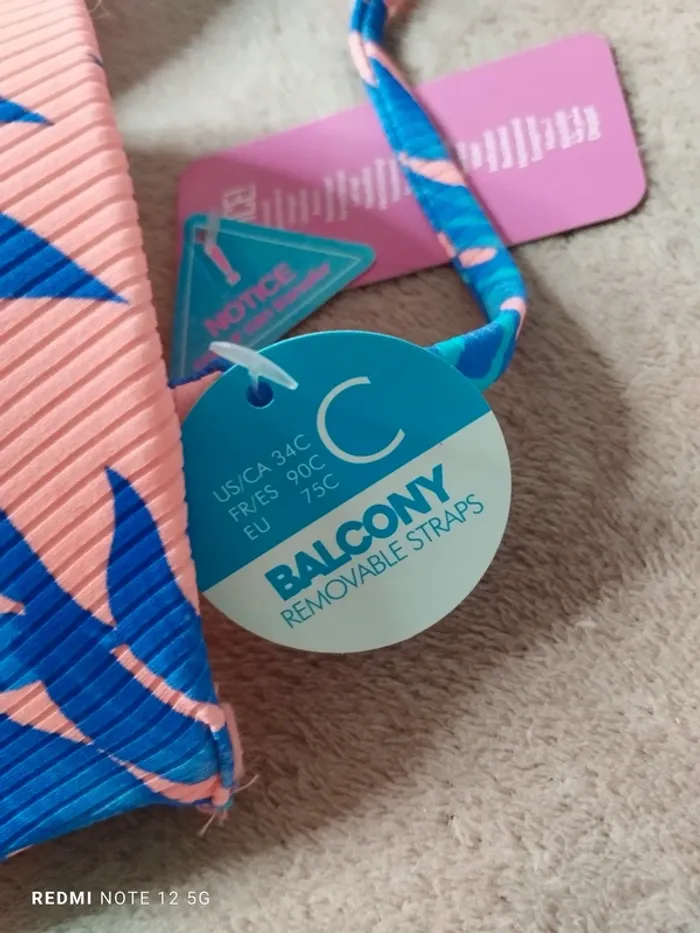 NOTICE
C
US/CA 34C
FR/ES 90C
EU 75C
BALCONY
REMOVABLE STRAPS
REDMI NOTE 12 5G